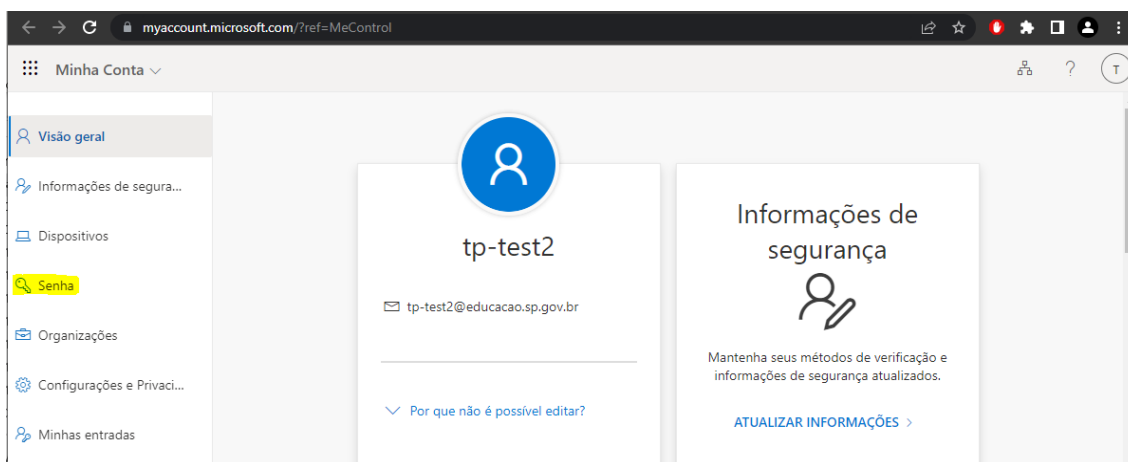 myaccount.microsoft.com/?ref=MeControl
Minha Conta
?
T
Visão geral
Informações de segura...
Dispositivos
Senha
Organizações
Configurações e Privaci...
Minhas entradas
tp-test2
tp-test2@educacao.sp.gov.br
Por que não é possível editar?
Informações de
segurança
Mantenha seus métodos de verificação e
informações de segurança atualizados.
ATUALIZAR INFORMAÇÕES